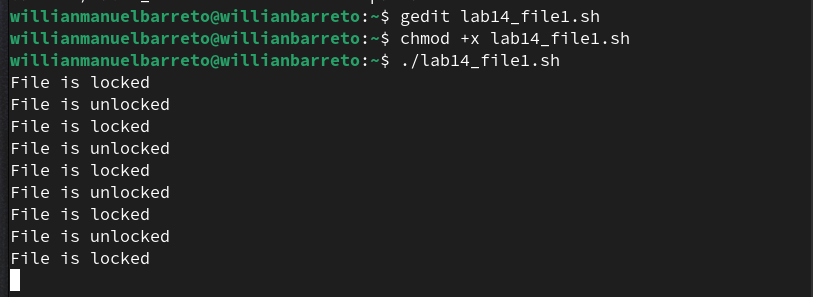 willianmanuelbarreto@willianbarreto:~$ gedit lab14_file1.sh
willianmanuelbarreto@willianbarreto:~$ chmod +x lab14_file1.sh
willianmanuelbarreto@willianbarreto:~$ ./lab14_file1.sh
File is locked
File is unlocked
File is locked
File is unlocked
File is locked
File is unlocked
File is locked
File is unlocked
File is locked